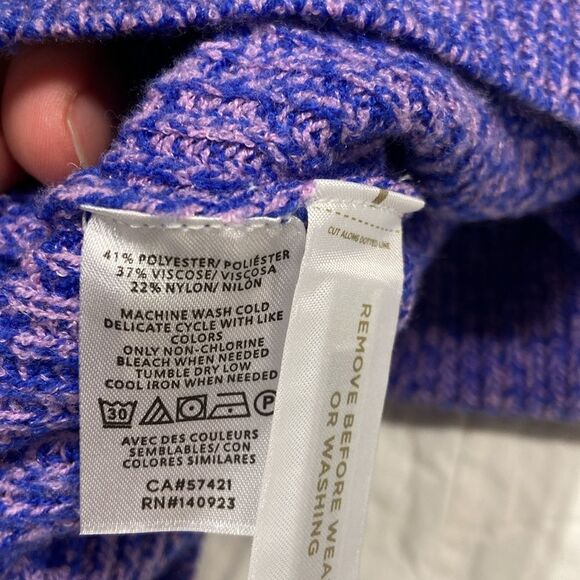 41% POLYESTER/ POLIÉSTER
37% VISCOSE/ VISCOSA
22% NYLON/ NILÓN
MACHINE WASH COLD
DELICATE CYCLE WITH LIKE
COLORS
ONLY NON-CHLORINE
BLEACH WHEN NEEDED
TUMBLE DRY LOW
COOL IRON WHEN NEEDED
30 P
AVEC DES COULEURS
SEMBLABLES/ CON
COLORES SIMILARES
CA#57421
RN#140923
CUT ALONG DOTTED LINE
REMOVE BEFORE WEA
OR WASHING